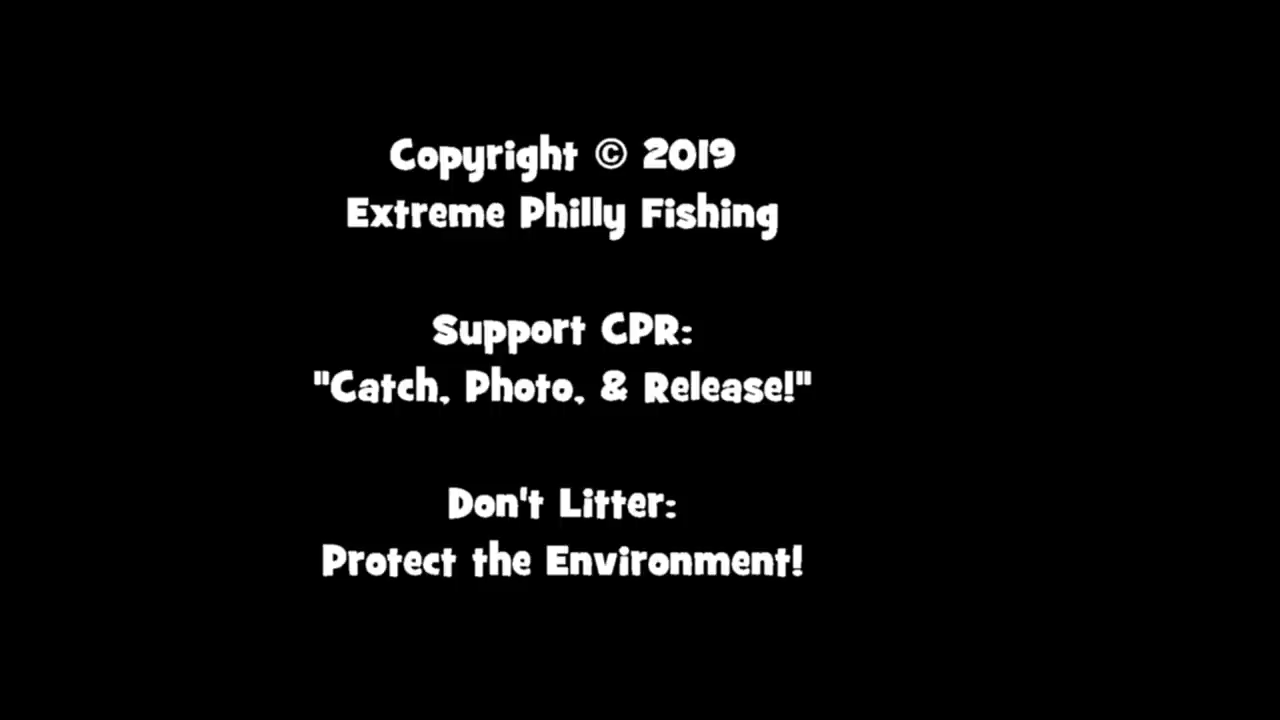 Copyright © 2019
Extreme Philly Fishing
Support CPR:
"Catch, Photo, & Release!"
Don't Litter:
Protect the Environment!